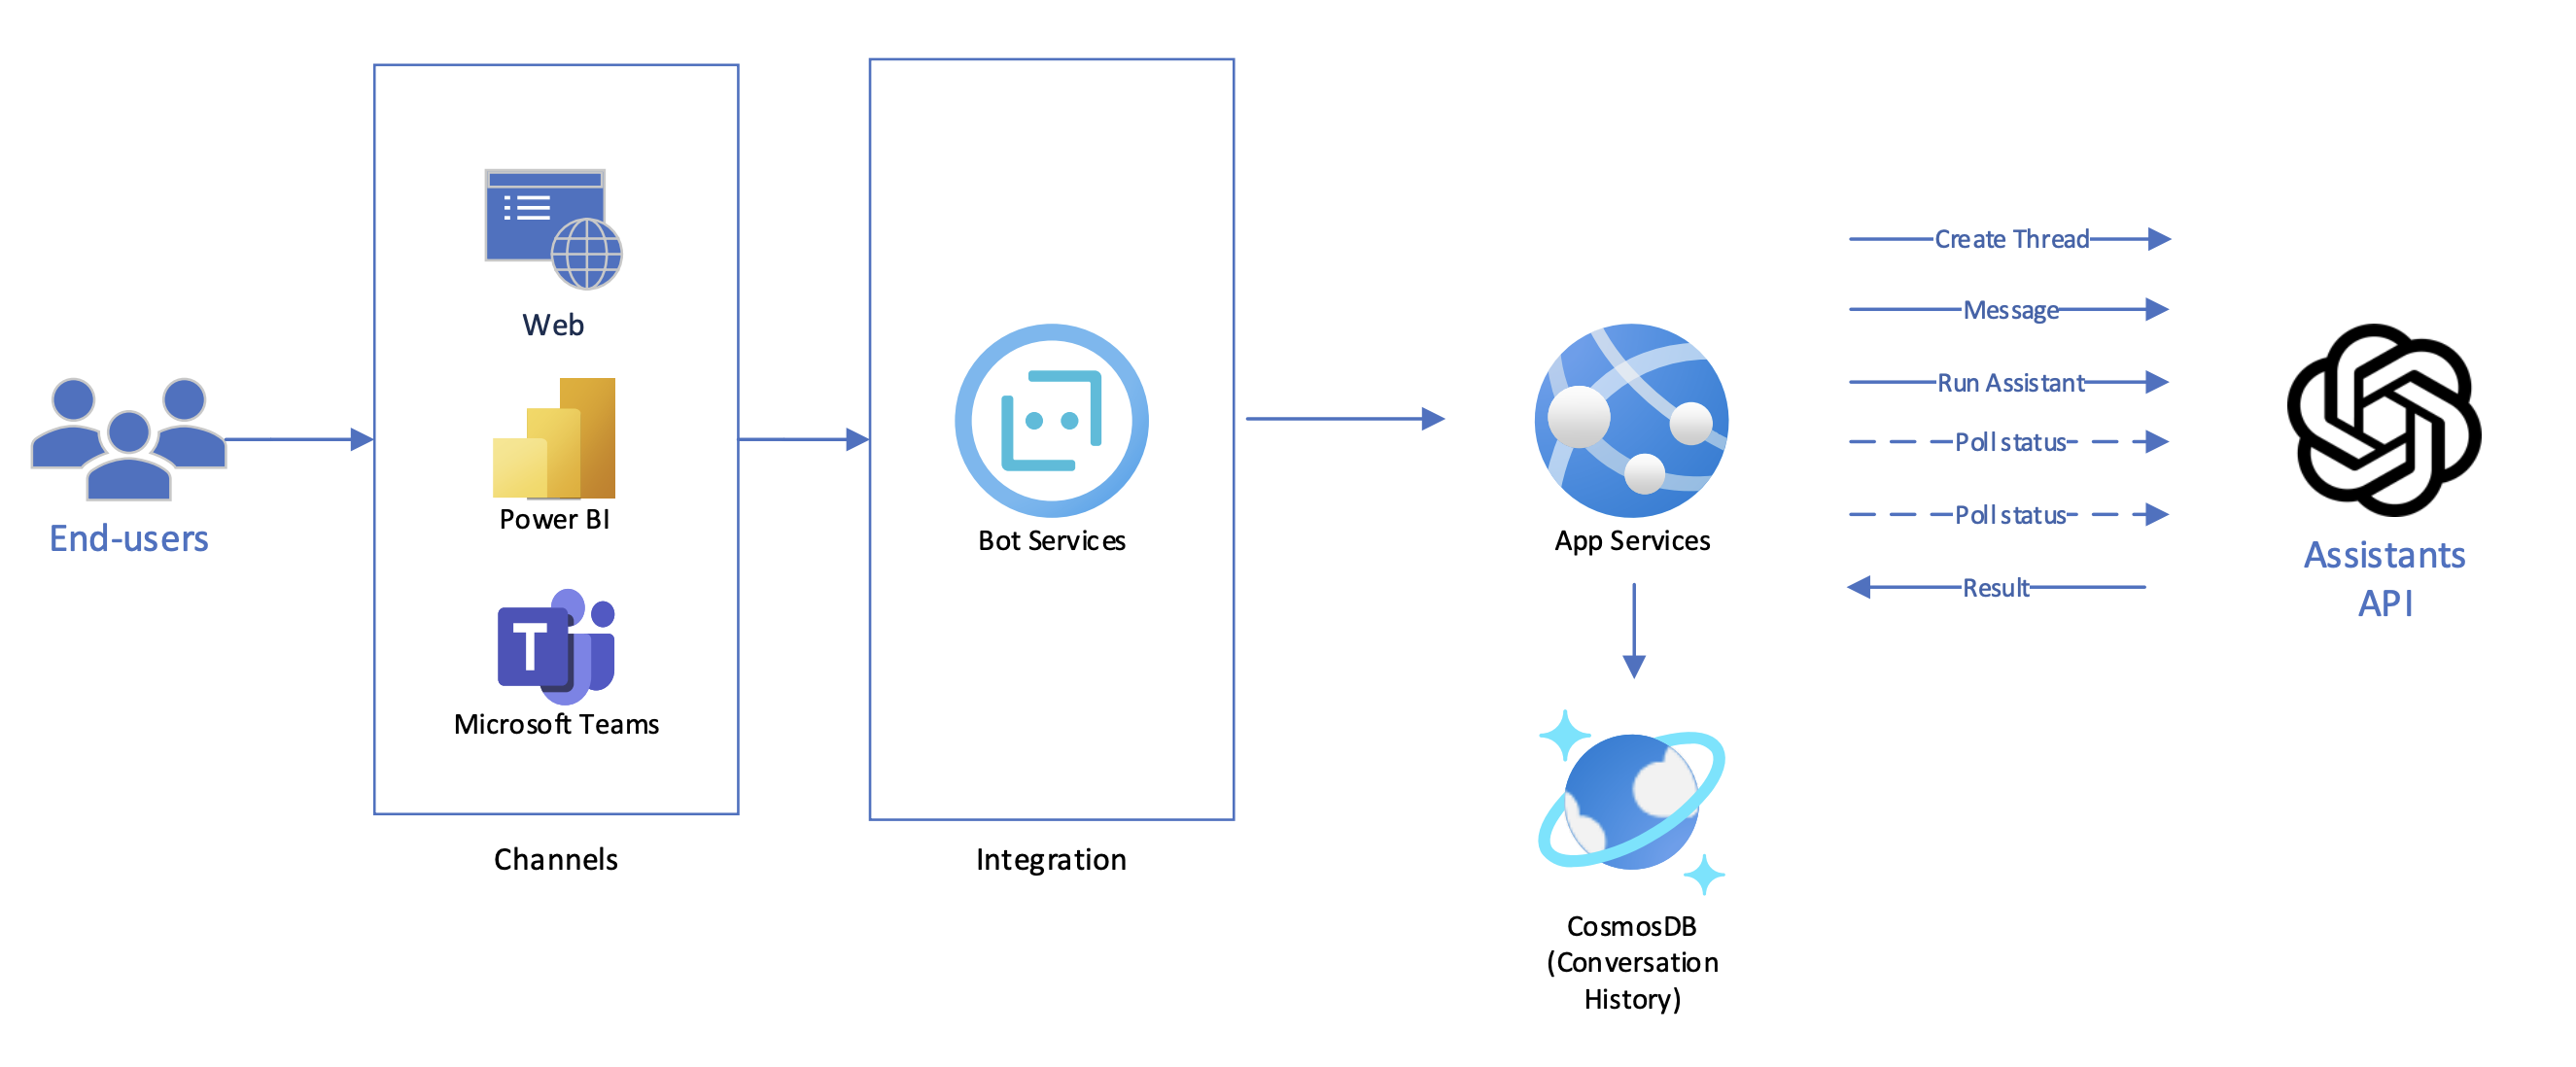 End-users
Web
Power BI
T
Microsoft Teams
Channels
Bot Services
Integration
App Services
CosmosDB
(Conversation
History)
Create Thread
Message
Run Assistant
Poll status
Poll status
Result
Assistants
API